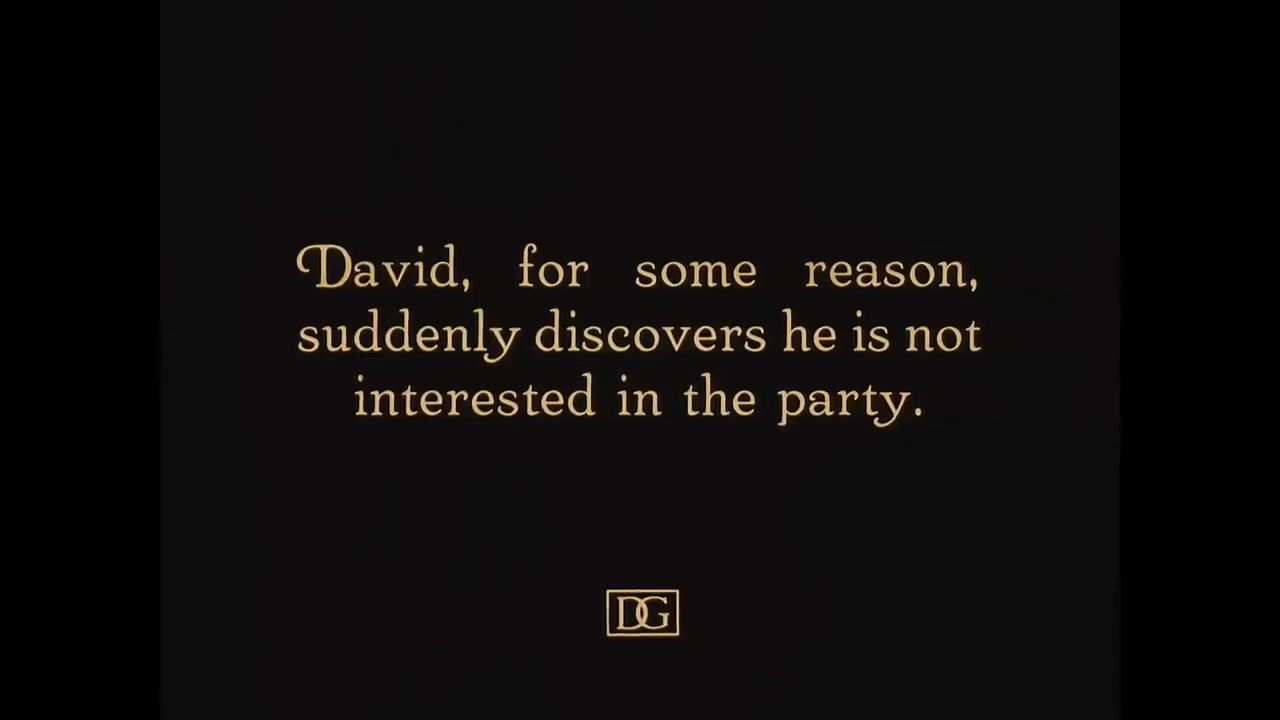 David, for some reason,
suddenly discovers he is not
interested in the party.
DG